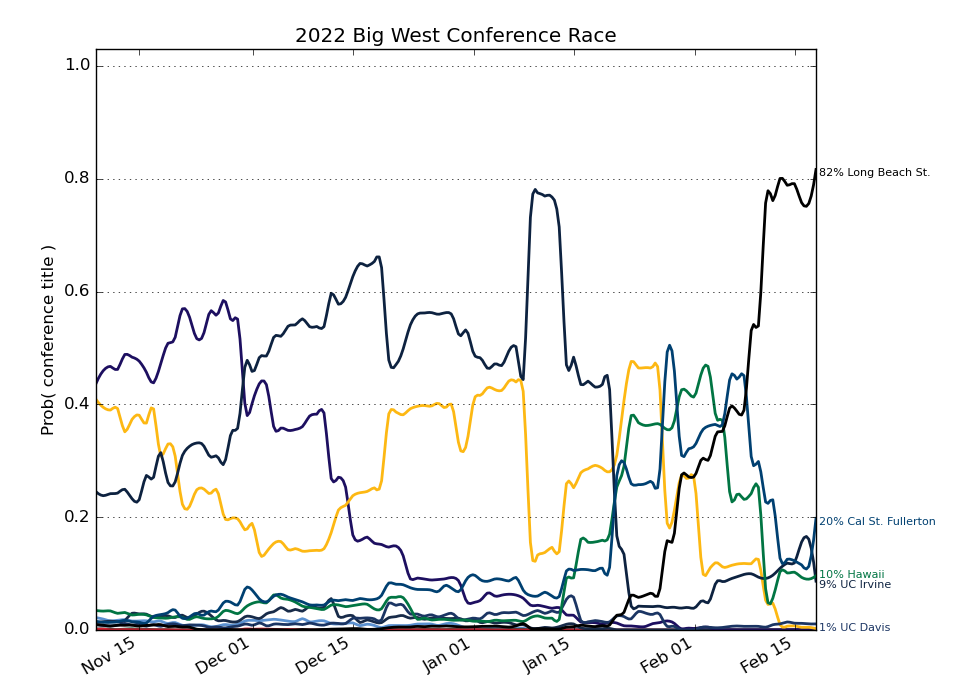 2022 Big West Conference Race
Prob( conference title )
1.0
0.8
0.6
0.4
0.2
0.0
82% Long Beach St.
20% Cal St. Fullerton
10% Hawaii
9% UC Irvine
1% UC Davis
Nov 15
Dec 01
Dec 15
Jan 01
Jan 15
Feb 01
Feb 15